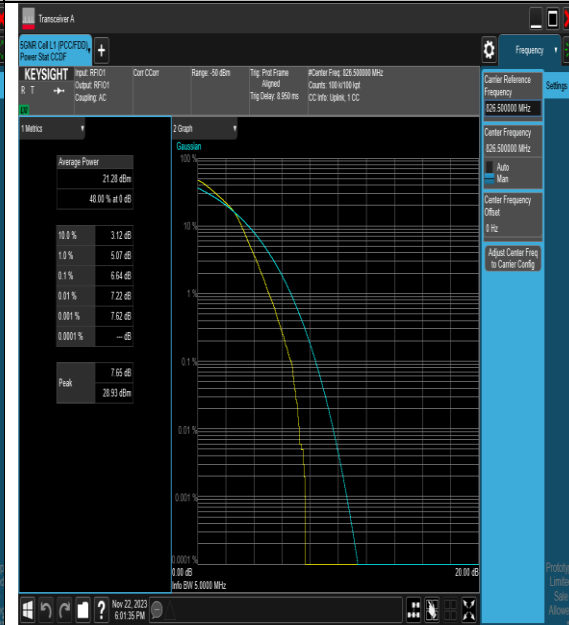 Transceiver A
5GNR Cell L1 (PCC/FDD),
Power Stat CCDF
Frequency
KEYSIGHT
R T
LXI
Input: RFIO1
Output: RFIO1
Coupling: AC
Corr CCorr
Range: -50 dBm
Trig: Prot Frame
Aligned
Trig Delay: 8.950 ms
#Center Freq: 826.500000 MHz
Counts: 100 k/100 kpt
CC Info: Uplink, 1 CC
Carrier Reference
Frequency
826.500000 MHz
Settings
Center Frequency
826.500000 MHz
Auto
Man
Center Frequency
Offset
0 Hz
Adjust Center Freq
to Carrier Config
1 Metrics
Average Power
21.28 dBm
48.00 % at 0 dB
10.0 % 3.12 dB
1.0 % 5.07 dB
0.1 % 6.64 dB
0.01 % 7.22 dB
0.001 % 7.62 dB
0.0001 % --- dB
Peak
7.65 dB
28.93 dBm
2 Graph
Gaussian
100 %
10 %
1 %
0.1 %
0.01 %
0.001 %
0.0001 %
0.00 dB
20.00 dB
Info BW 5.0000 MHz
Nov 22, 2023
6:01:35 PM